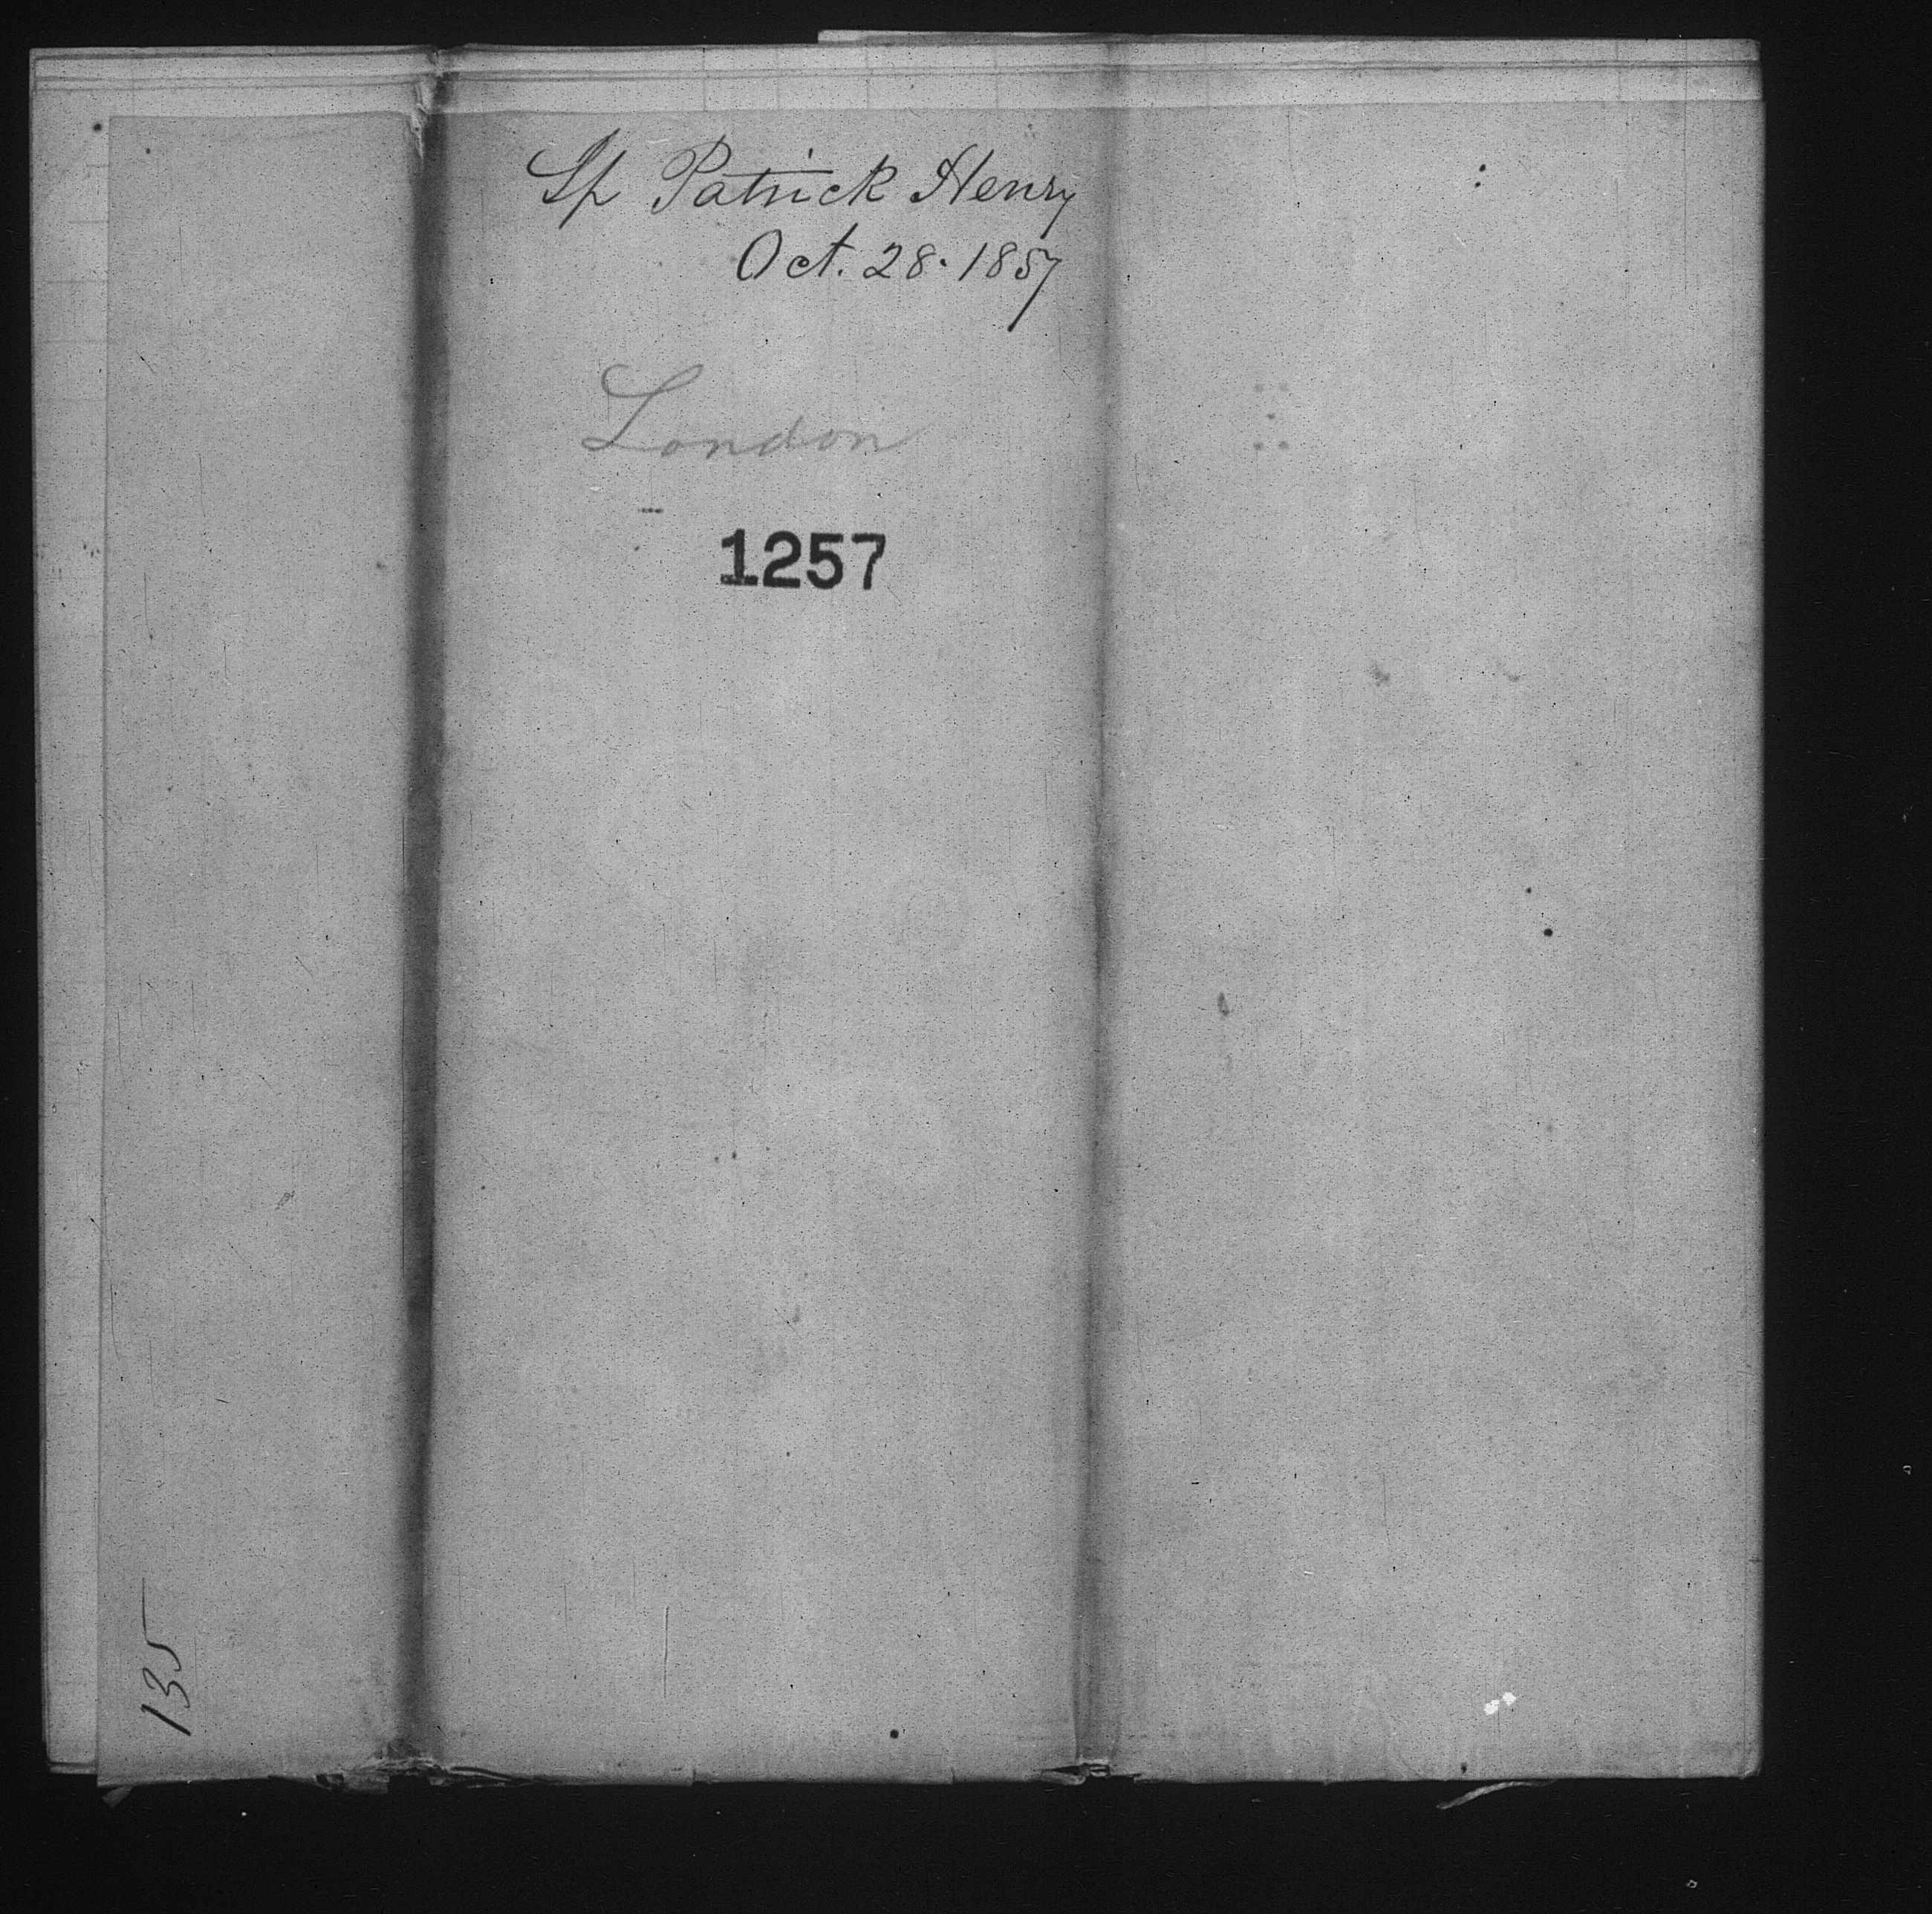 Sp Patrick Henry
Oct. 28. 1857
London
1257
135